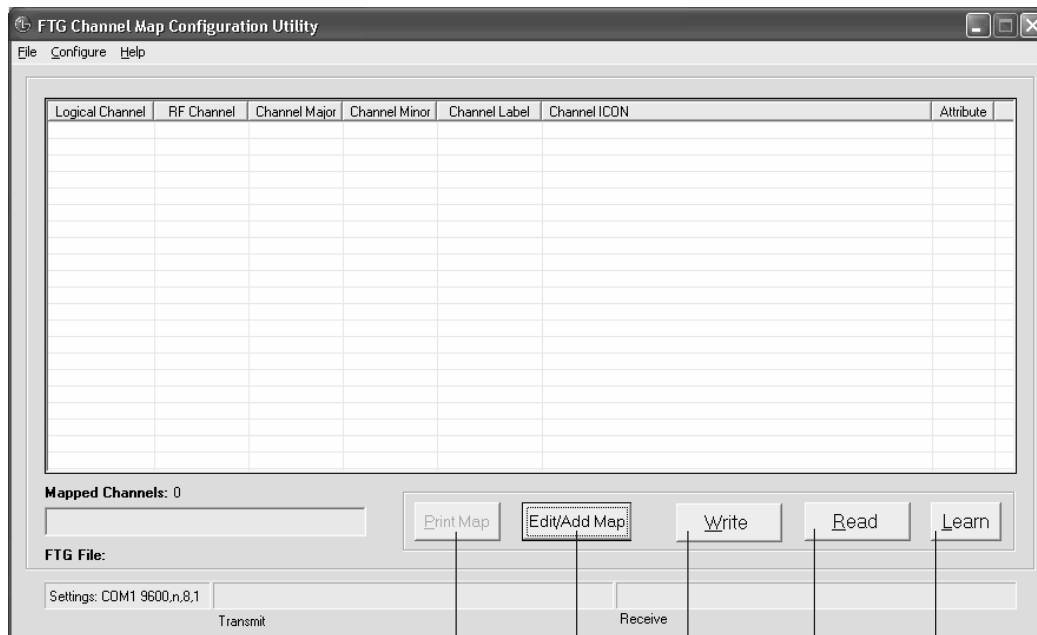 FTG Channel Map Configuration Utility
File Configure Help
Logical Channel RF Channel Channel Major Channel Minor Channel Label Channel ICON Attribute
Mapped Channels: 0
Print Map Edit/Add Map Write Read Learn
FTG File:
Settings: COM1 9600,n,8,1
Transmit Receive